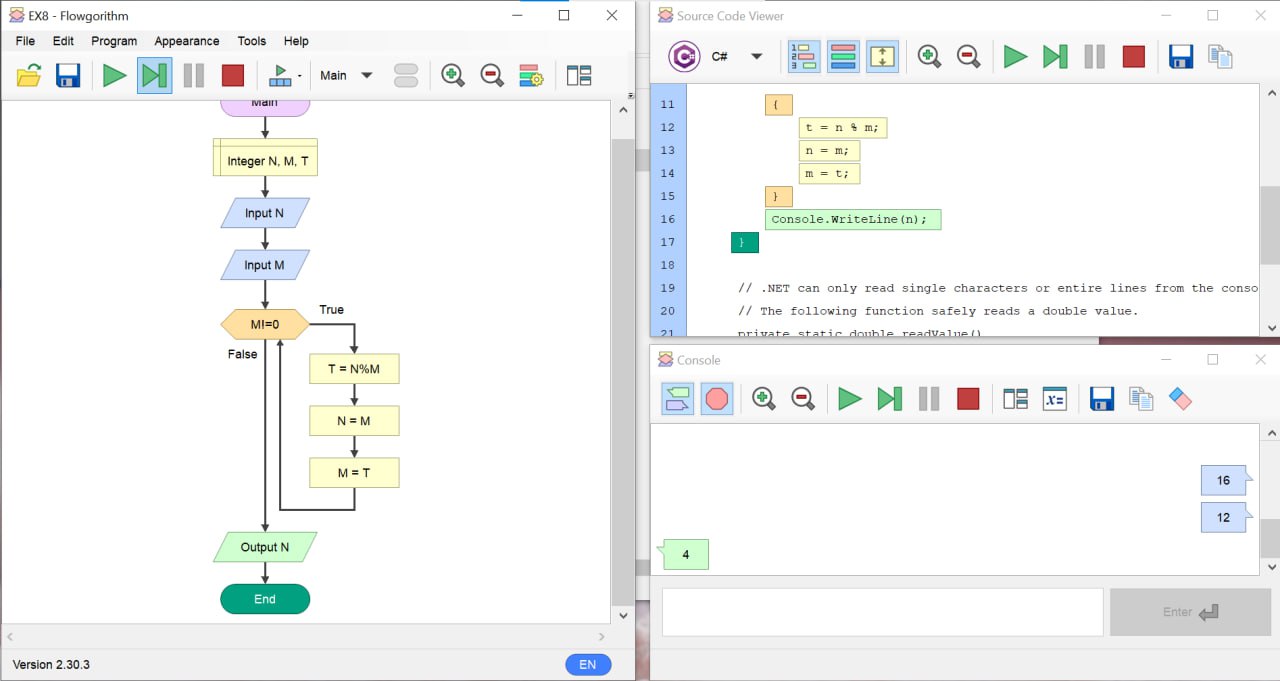 EX8 - Flowgorithm
File Edit Program Appearance Tools Help
Main
Main
Integer N, M, T
Input N
Input M
M!=0
True
False
T = N%M
N = M
M = T
Output N
End
Version 2.30.3
EN
Source Code Viewer
C#
11 {
12 t = n % m;
13 n = m;
14 m = t;
15 }
16 Console.WriteLine(n);
17 }
18
19 // .NET can only read single characters or entire lines from the conso
20 // The following function safely reads a double value.
21 private static double readValue()
Console
x=
16
12
4
Enter